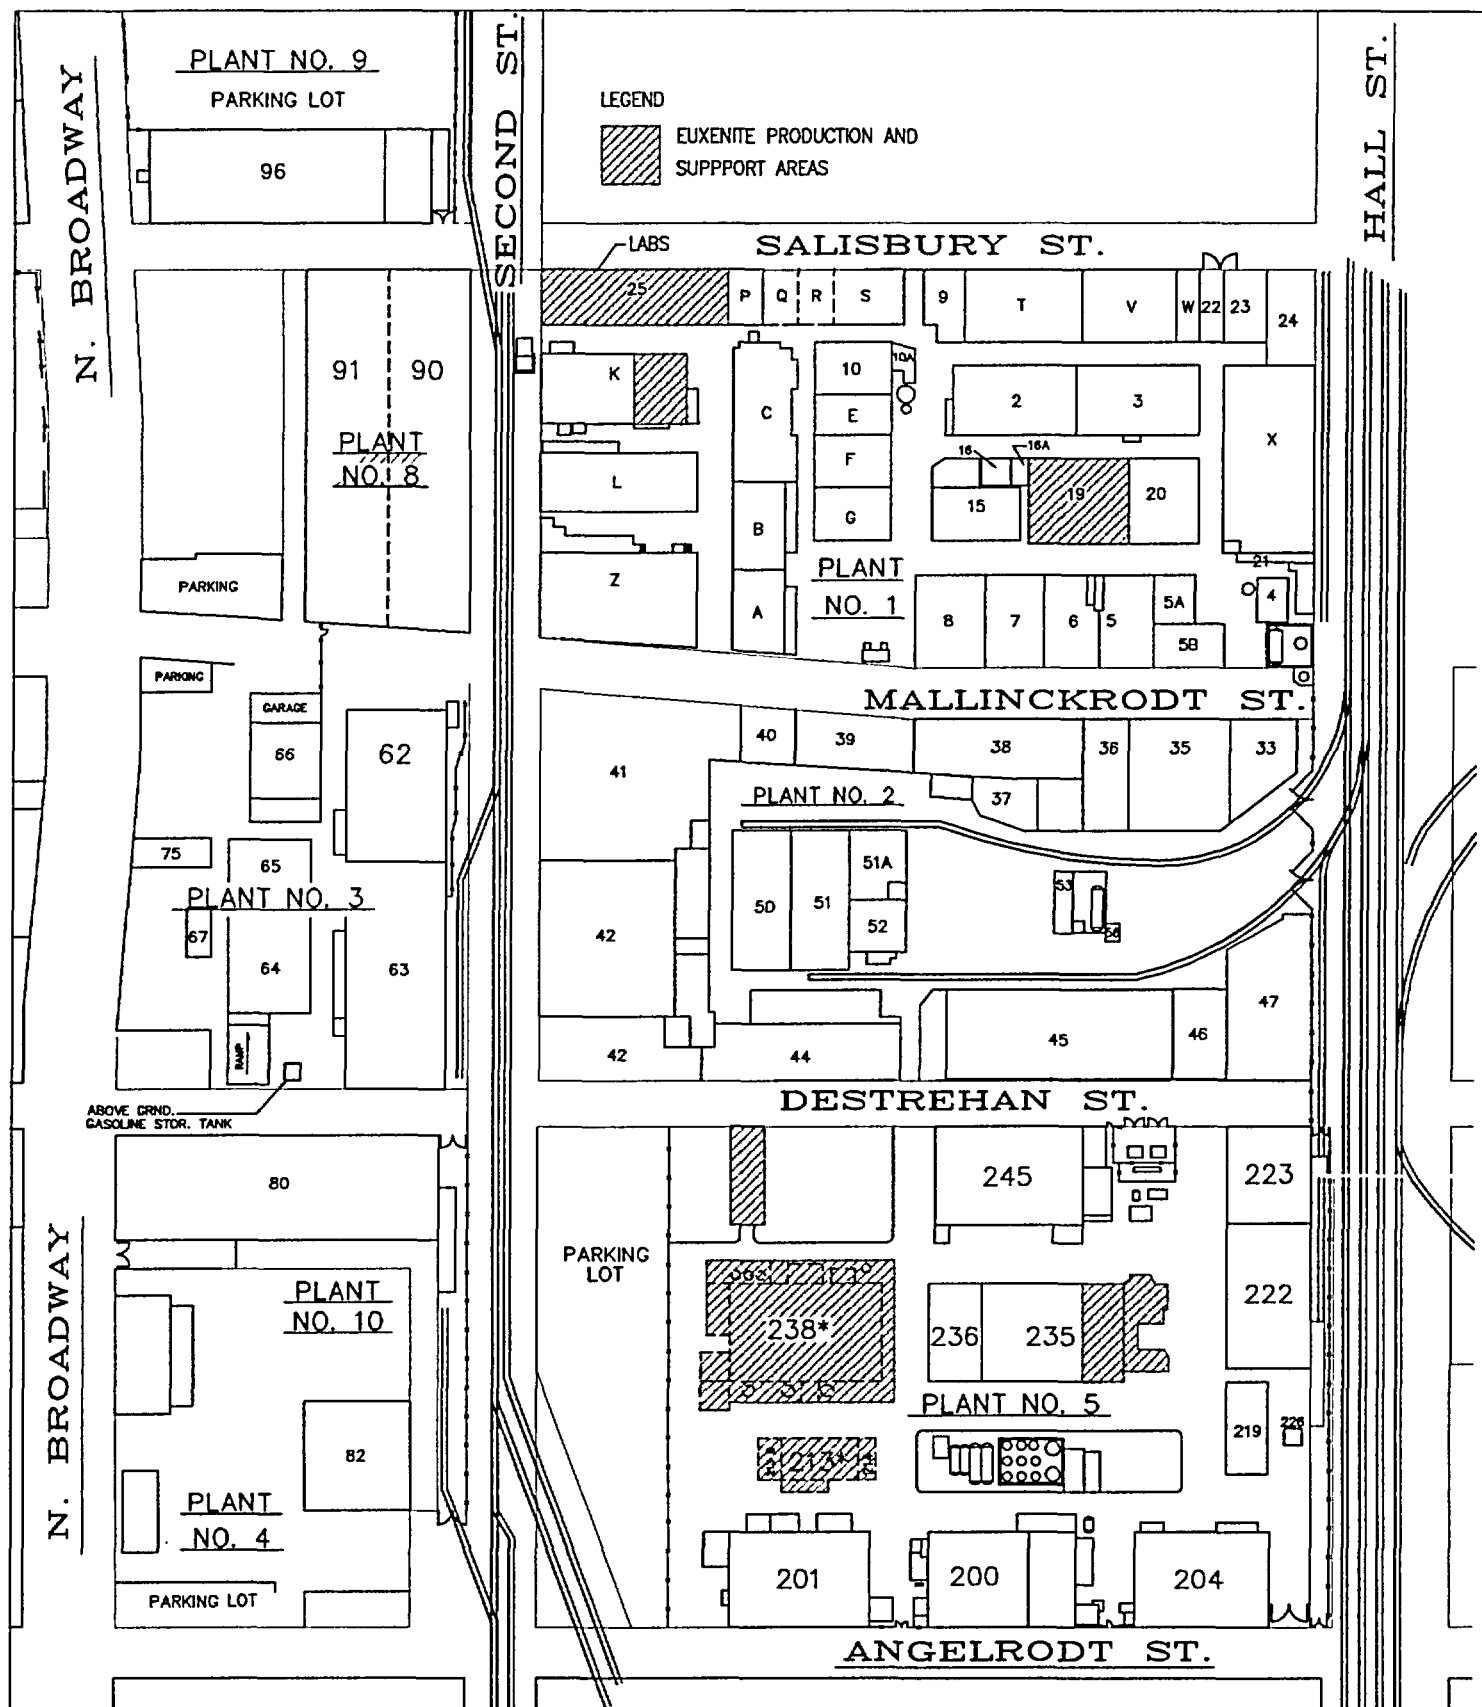 PLANT NO. 9
PARKING LOT
96
N. BROADWAY
SECOND ST.
LEGEND
EUXENITE PRODUCTION AND
SUPPPORT AREAS
HALL ST.
LABS
SALISBURY ST.
25
P
Q
R
S
9
T
V
W
22
23
24
91
90
PLANT
NO. 8
K
L
Z
C
B
A
10
10A
E
F
G
2
3
X
16
16A
15
19
20
PLANT
NO. 1
8
7
6
5
5A
5B
21
4
PARKING
MALLINCKRODT ST.
PARKING
GARAGE
66
62
41
40
39
38
36
35
33
37
PLANT NO. 2
75
65
PLANT NO. 3
67
64
63
RAMP
42
50
51
51A
52
53
56
47
42
44
45
46
ABOVE GRND.
GASOLINE STOR. TANK
DESTREHAN ST.
80
245
223
PARKING
LOT
PLANT
NO. 10
238*
236
235
222
N. BROADWAY
PLANT NO. 5
82
213*
219
226
PLANT
NO. 4
PARKING LOT
201
200
204
ANGELRODT ST.